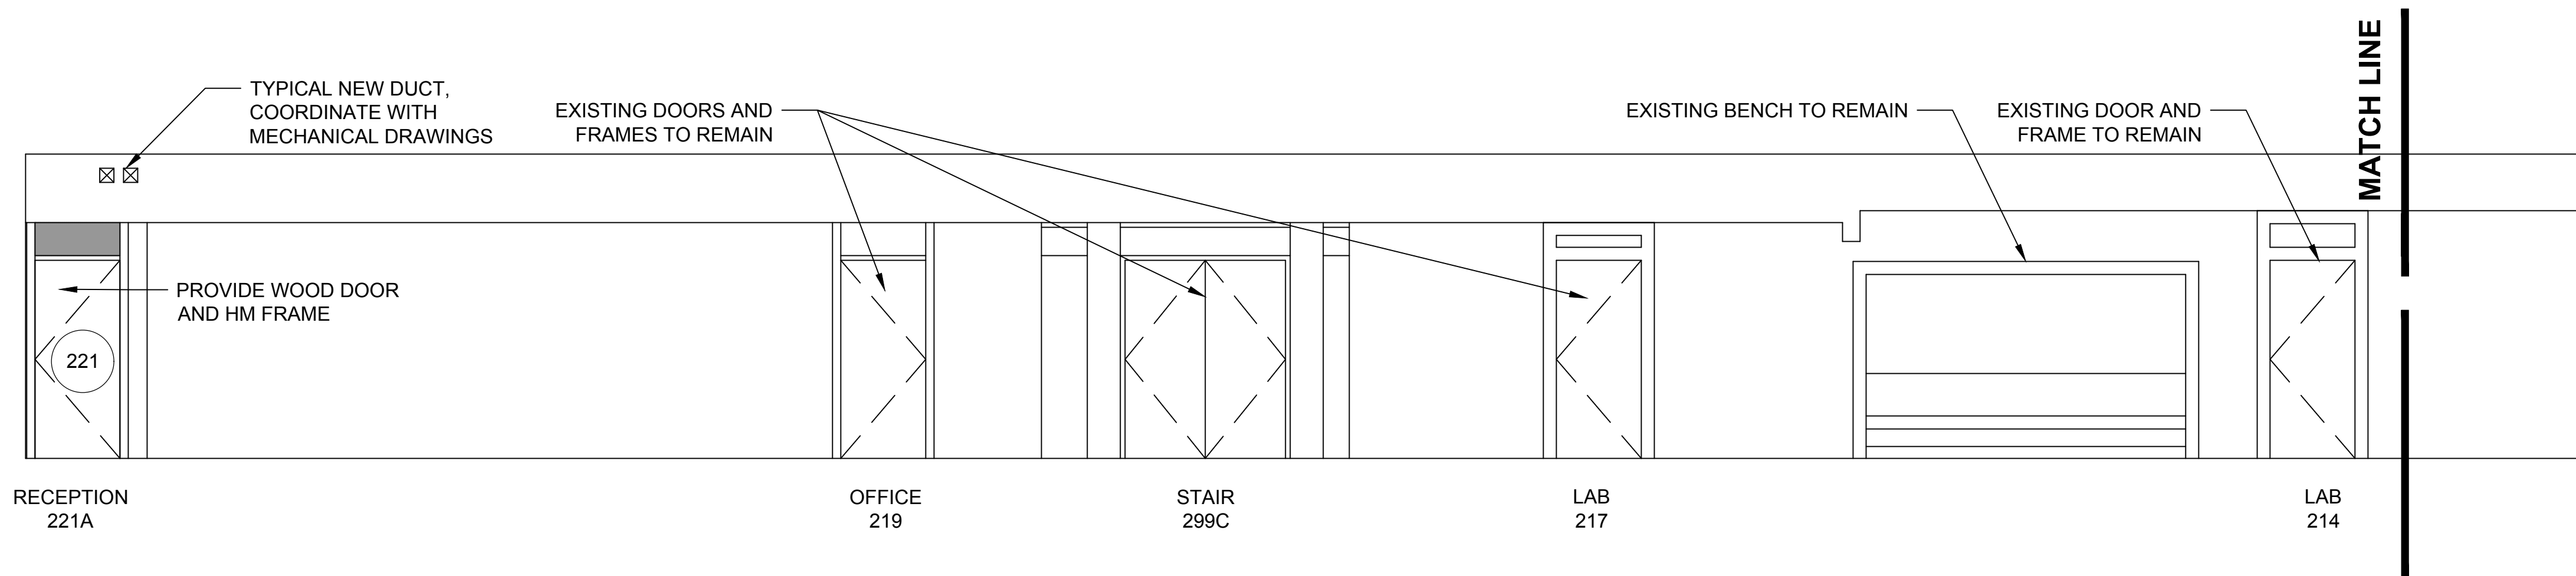 MATCH LINE
TYPICAL NEW DUCT,
COORDINATE WITH
MECHANICAL DRAWINGS
EXISTING DOORS AND
FRAMES TO REMAIN
EXISTING BENCH TO REMAIN
EXISTING DOOR AND
FRAME TO REMAIN
PROVIDE WOOD DOOR
AND HM FRAME
221
RECEPTION
221A
OFFICE
219
STAIR
299C
LAB
217
LAB
214